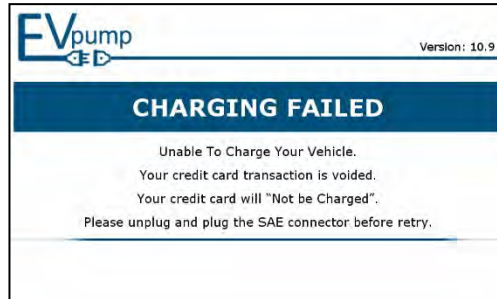 EVpump
Version: 10.9
CHARGING FAILED
Unable To Charge Your Vehicle.
Your credit card transaction is voided.
Your credit card will "Not be Charged".
Please unplug and plug the SAE connector before retry.